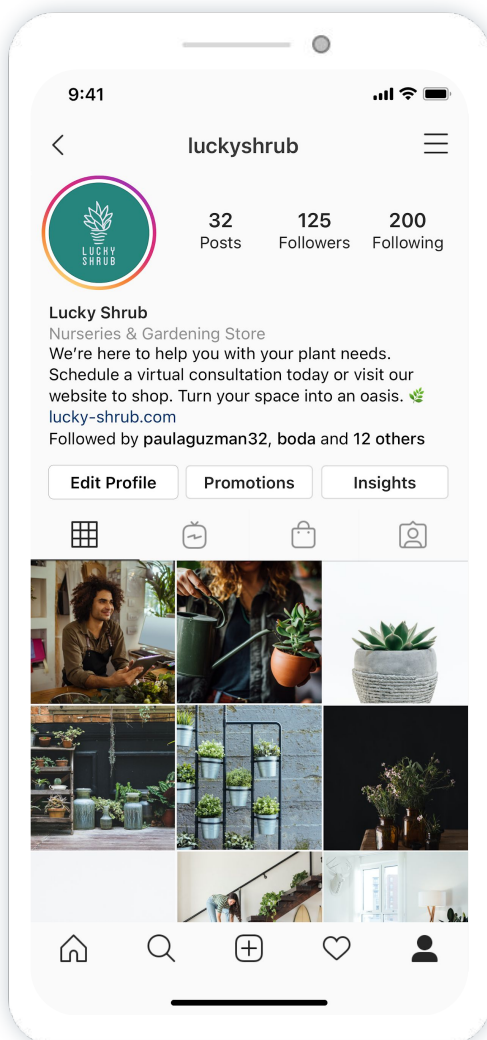 9:41
luckyshrub
LUCKY
SHRUB
32
Posts
125
Followers
200
Following
Lucky Shrub
Nurseries & Gardening Store
We’re here to help you with your plant needs.
Schedule a virtual consultation today or visit our
website to shop. Turn your space into an oasis. 🌿
lucky-shrub.com
Followed by paulaguzman32, boda and 12 others
Edit Profile
Promotions
Insights